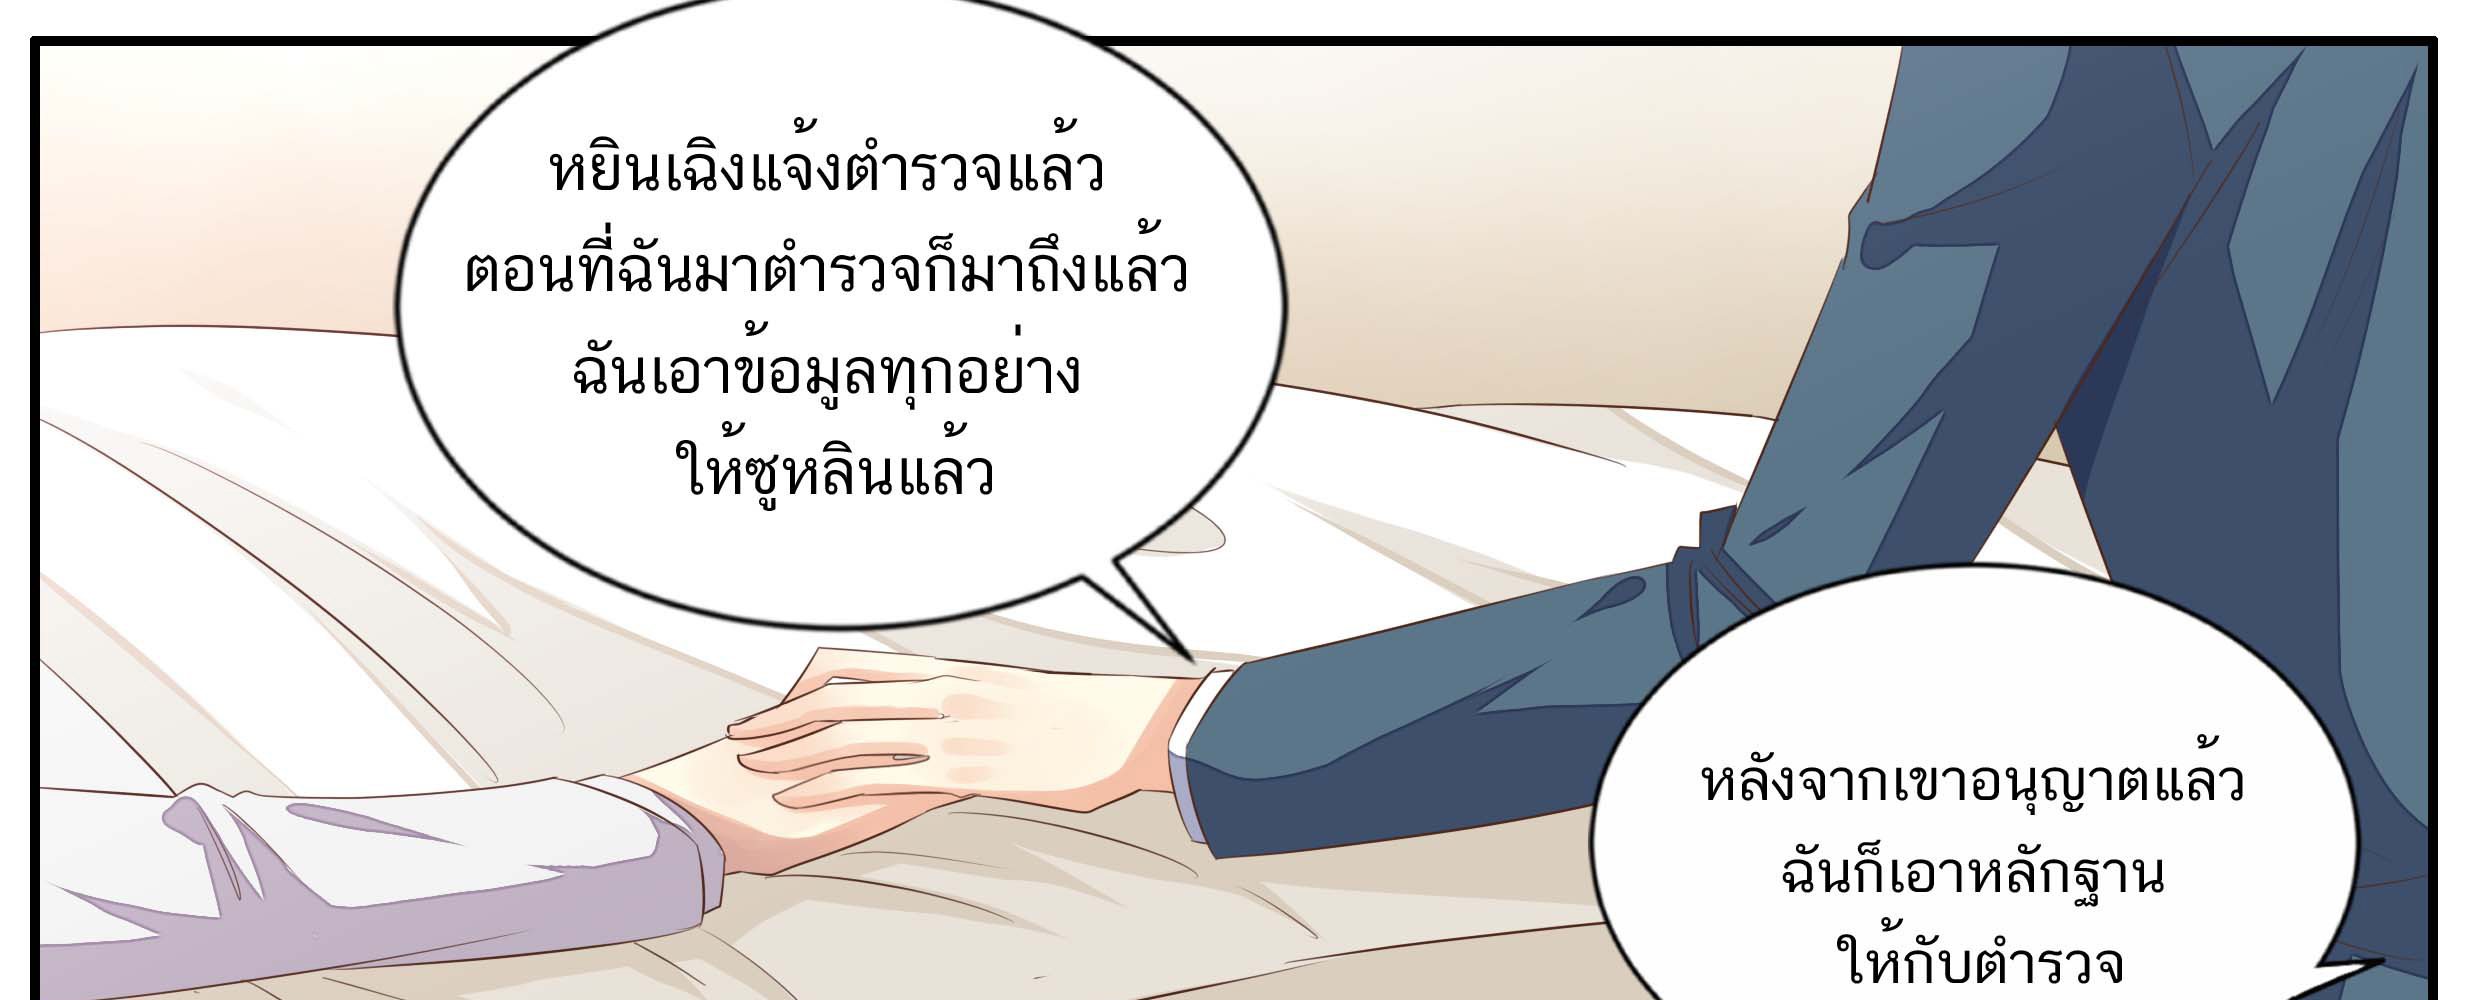 หยินเฉิงแจ้งตำรวจแล้ว
ตอนที่ฉันมาตำรวจก็มาถึงแล้ว
ฉันเอาข้อมูลทุกอย่าง
ให้ซูหลินแล้ว
หลังจากเขาอนุญาตแล้ว
ฉันก็เอาหลักฐาน
ให้กับตำรวจ